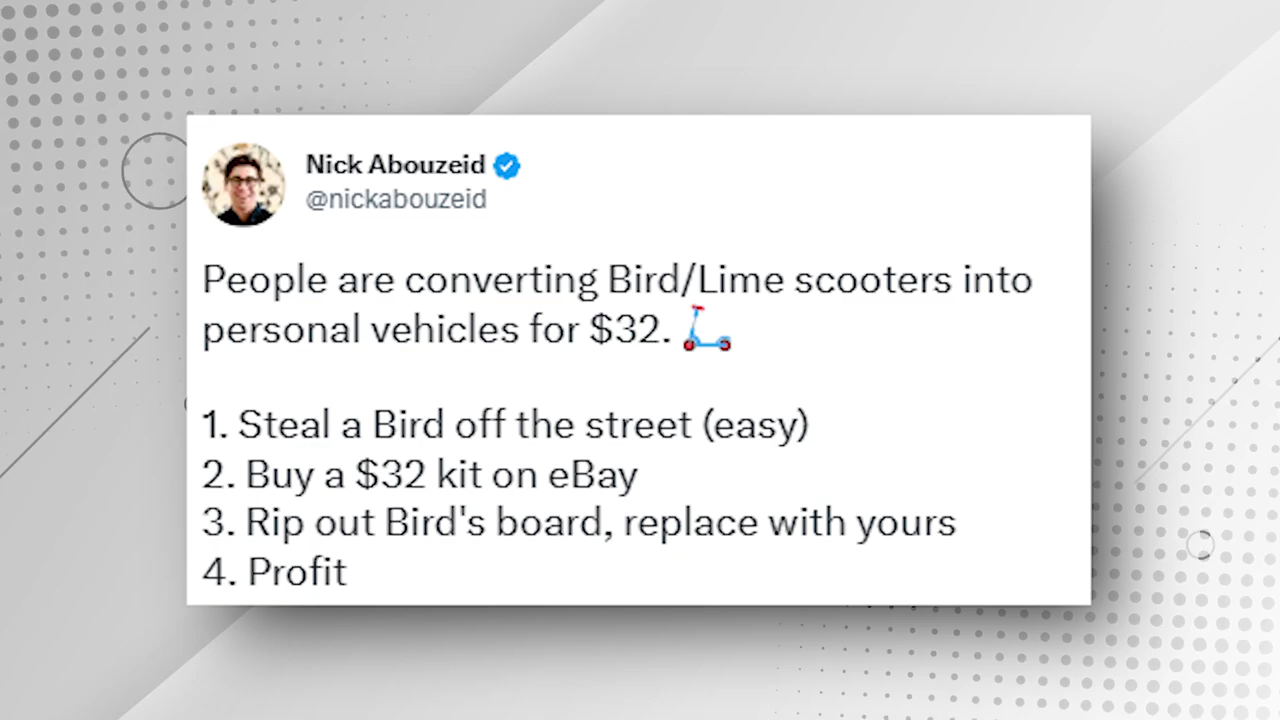 Nick Abouzeid
@nickabouzeid
People are converting Bird/Lime scooters into
personal vehicles for $32. 🛴
1. Steal a Bird off the street (easy)
2. Buy a $32 kit on eBay
3. Rip out Bird's board, replace with yours
4. Profit